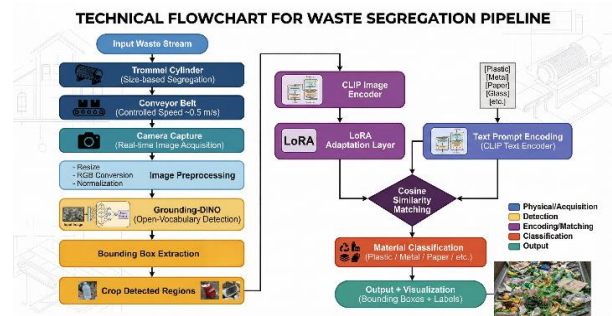 TECHNICAL FLOWCHART FOR WASTE SEGREGATION PIPELINE
Input Waste Stream
Trommel Cylinder
(Size-based Segregation)
Conveyor Belt
(Controlled Speed ~0.5 m/s)
Camera Capture
(Real-time Image Acquisition)
- Resize
- RGB Conversion
- Normalization
Image Preprocessing
Grounding-DINO
(Open-Vocabulary Detection)
Bounding Box Extraction
Crop Detected Regions
CLIP Image
Encoder
LoRA
LoRA
Adaptation Layer
[Plastic]
[Metal]
[Paper]
[Glass]
[etc.]
Text Prompt Encoding
(CLIP Text Encoder)
Cosine
Similarity
Matching
Material Classification
(Plastic / Metal / Paper / etc.)
Output + Visualization
(Bounding Boxes + Labels)
Physical/Acquisition
Detection
Encoding/Matching
Classification
Output